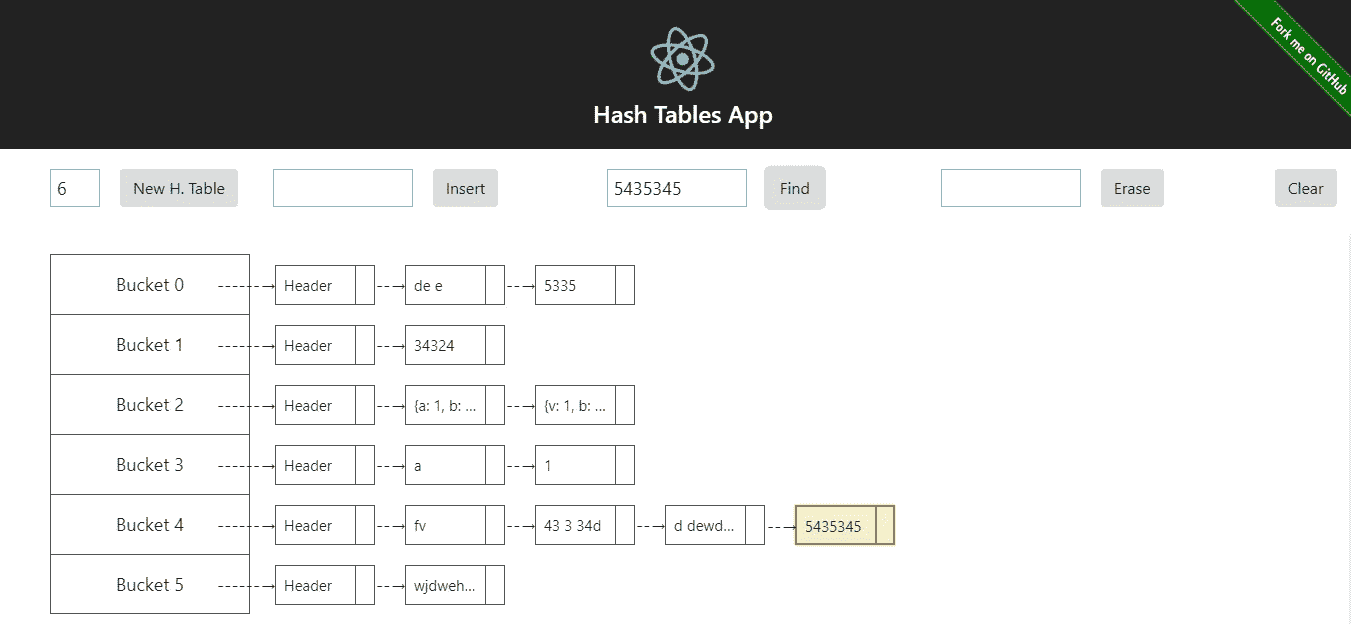 Fork me on GitHub
Hash Tables App
6 New H. Table Insert 5435345 Find Erase Clear
Bucket 0 Header de e 5335
Bucket 1 Header 34324
Bucket 2 Header {a: 1, b: ... {v: 1, b: ...
Bucket 3 Header a 1
Bucket 4 Header fv 43 3 34d d dewd... 5435345
Bucket 5 Header wjdweh...